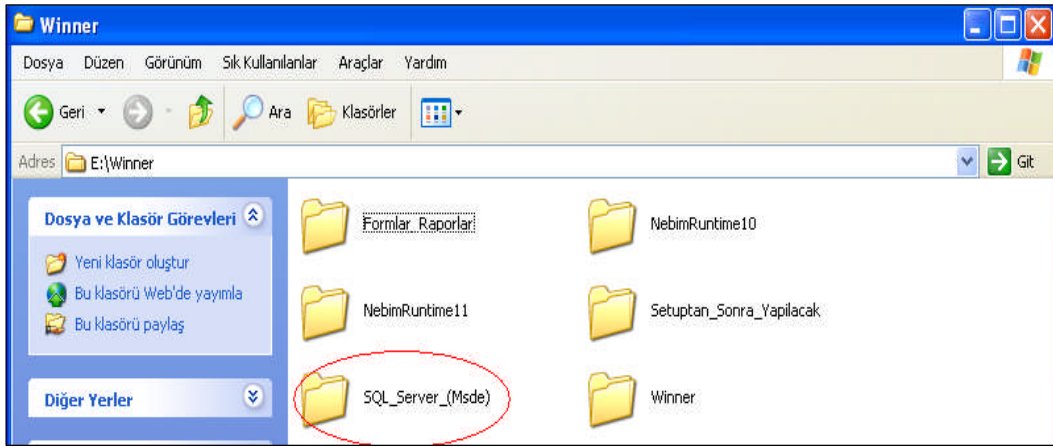 Winner
Dosya Düzen Görünüm Sık Kullanılanlar Araçlar Yardım
Geri Ara Klasörler
Adres E:\Winner Git
Dosya ve Klasör Görevleri
Yeni klasör oluştur
Bu klasörü Web'de yayımla
Bu klasörü paylaş
Diğer Yerler
Formlar_Raporlar
NebimRuntime10
NebimRuntime11
Setuptan_Sonra_Yapilacak
SQL_Server_(Msde)
Winner